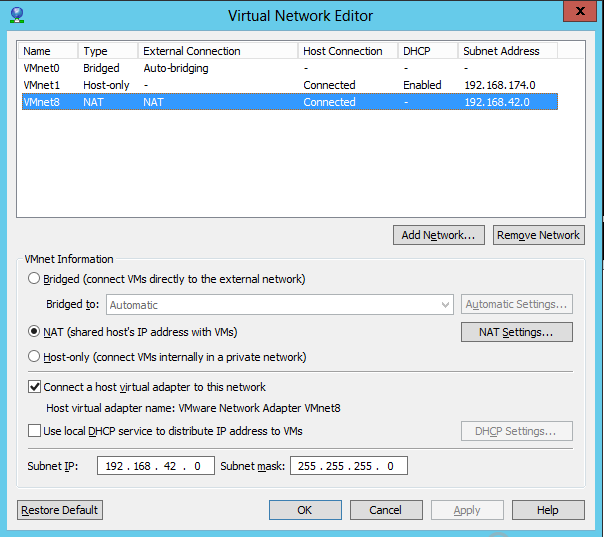 Virtual Network Editor
x
Name Type External Connection Host Connection DHCP Subnet Address
VMnet0 Bridged Auto-bridging - - -
VMnet1 Host-only - Connected Enabled 192.168.174.0
VMnet8 NAT NAT Connected - 192.168.42.0
Add Network... Remove Network
VMnet Information
Bridged (connect VMs directly to the external network)
Bridged to: Automatic Automatic Settings...
NAT (shared host's IP address with VMs) NAT Settings...
Host-only (connect VMs internally in a private network)
Connect a host virtual adapter to this network
Host virtual adapter name: VMware Network Adapter VMnet8
Use local DHCP service to distribute IP address to VMs DHCP Settings...
Subnet IP: 192 . 168 . 42 . 0 Subnet mask: 255 . 255 . 255 . 0
Restore Default OK Cancel Apply Help